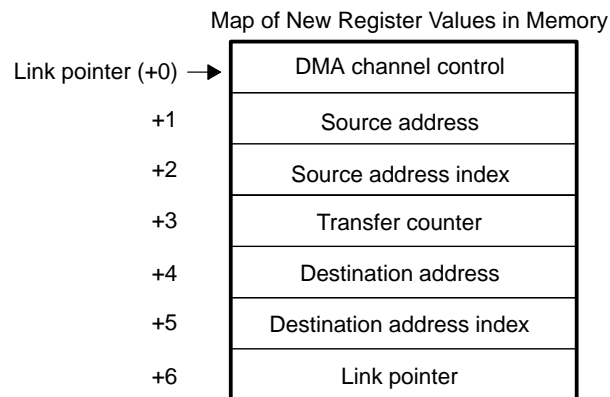 Map of New Register Values in Memory
Link pointer (+0) DMA channel control
+1 Source address
+2 Source address index
+3 Transfer counter
+4 Destination address
+5 Destination address index
+6 Link pointer